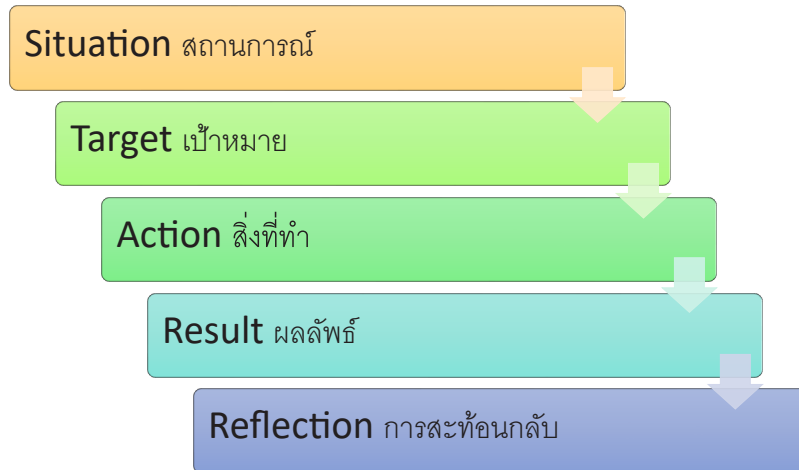 Situation สถานการณ์
Target เป้าหมาย
Action สิ่งที่ทำ
Result ผลลัพธ์
Reflection การสะท้อนกลับ